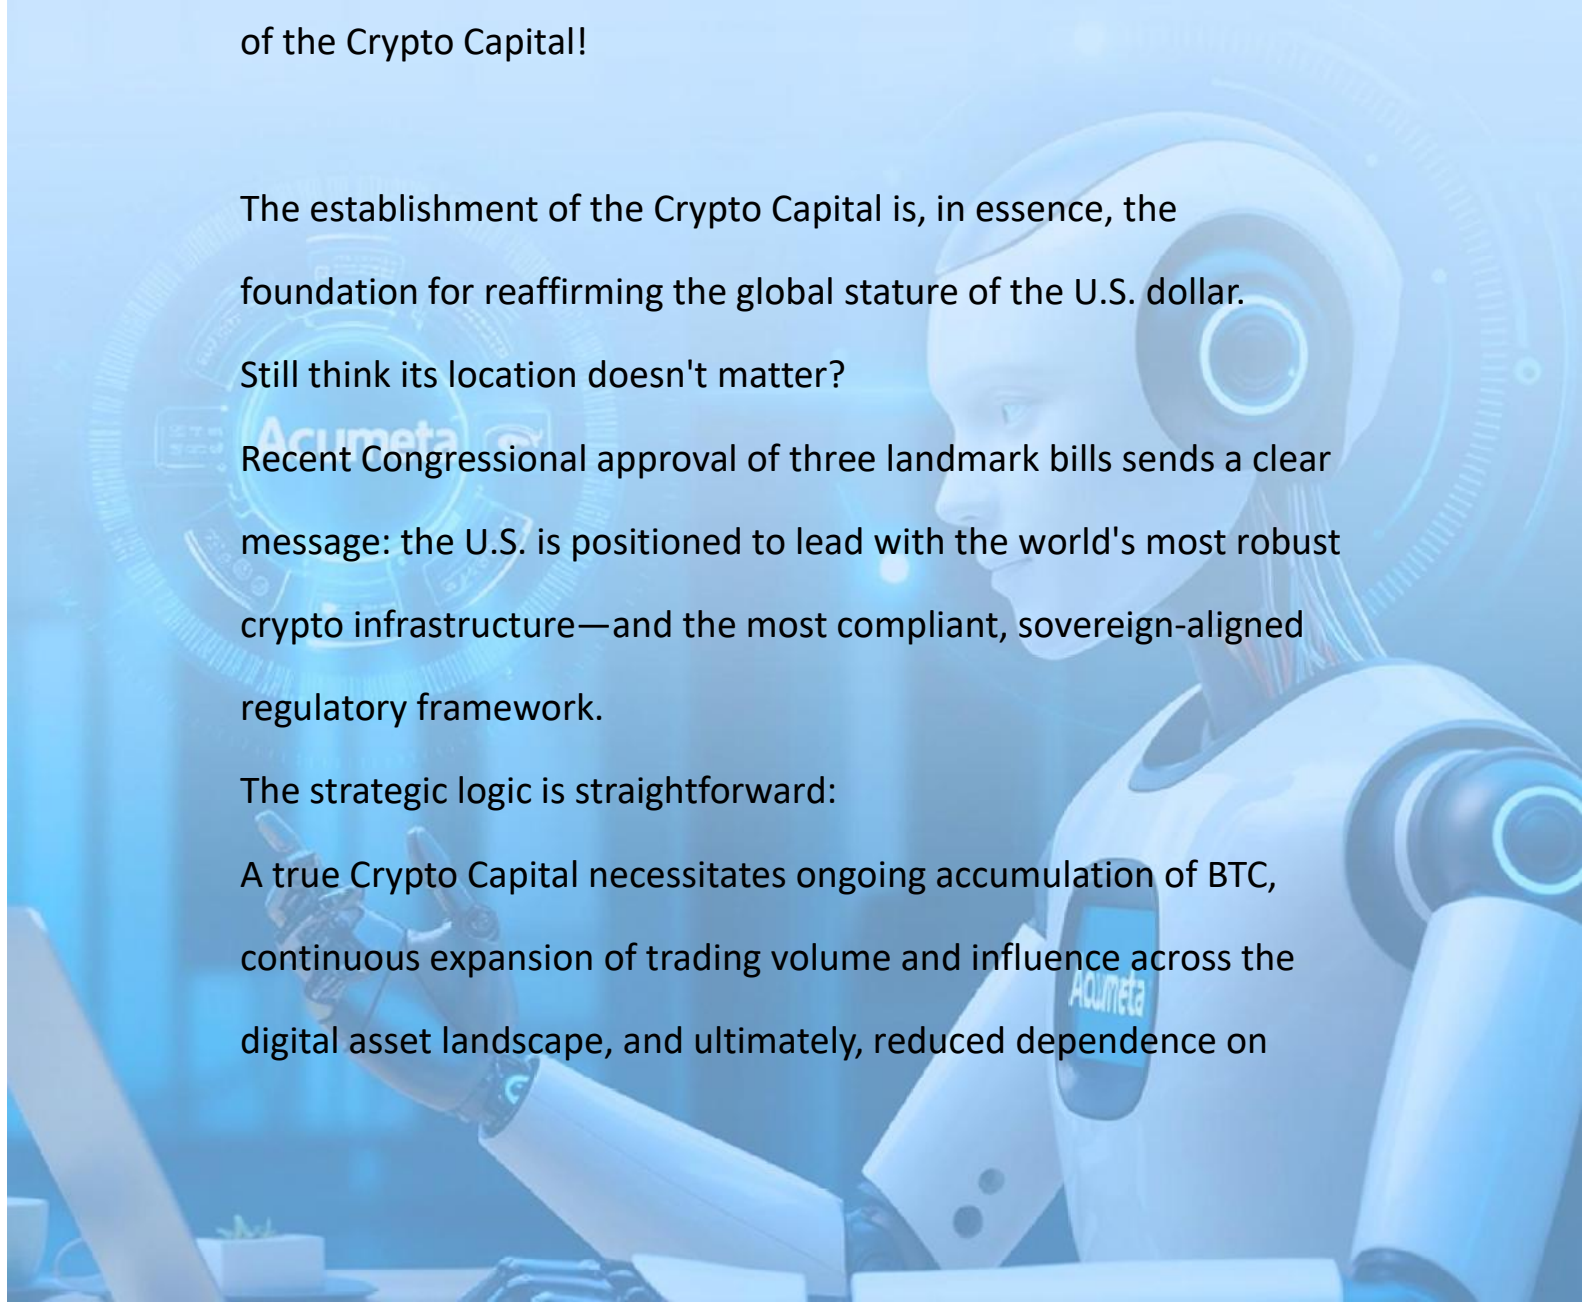 of the Crypto Capital!
The establishment of the Crypto Capital is, in essence, the
foundation for reaffirming the global stature of the U.S. dollar.
Still think its location doesn't matter?
Acumeta
Recent Congressional approval of three landmark bills sends a clear
message: the U.S. is positioned to lead with the world's most robust
crypto infrastructure—and the most compliant, sovereign-aligned
regulatory framework.
The strategic logic is straightforward:
A true Crypto Capital necessitates ongoing accumulation of BTC,
continuous expansion of trading volume and influence across the
Acumeta
digital asset landscape, and ultimately, reduced dependence on